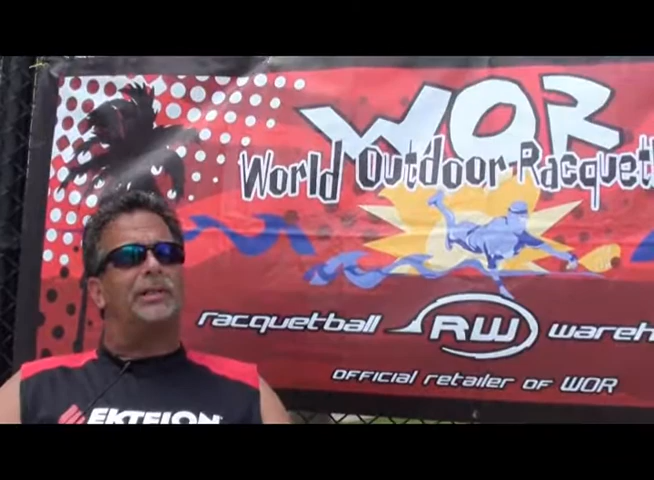 WOR
World Outdoor Racquet
racquetball RW wareh
OFFICIAL RETAILER OF WOR
EKTELON